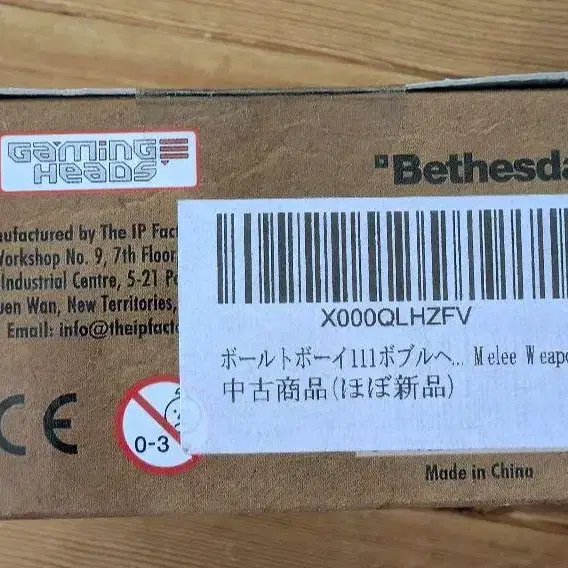 GaminG
HeaDS
Bethesda
nufactured by The IP Fact
Workshop No. 9, 7th Floor
Industrial Centre, 5-21 P
uen Wan, New Territories,
Email: info@theipfacto
X000QLHZFV
ボールトボーイ111ボブルヘ... Melee Weapo
中古商品(ほぼ新品)
CE
0-3
Made in China